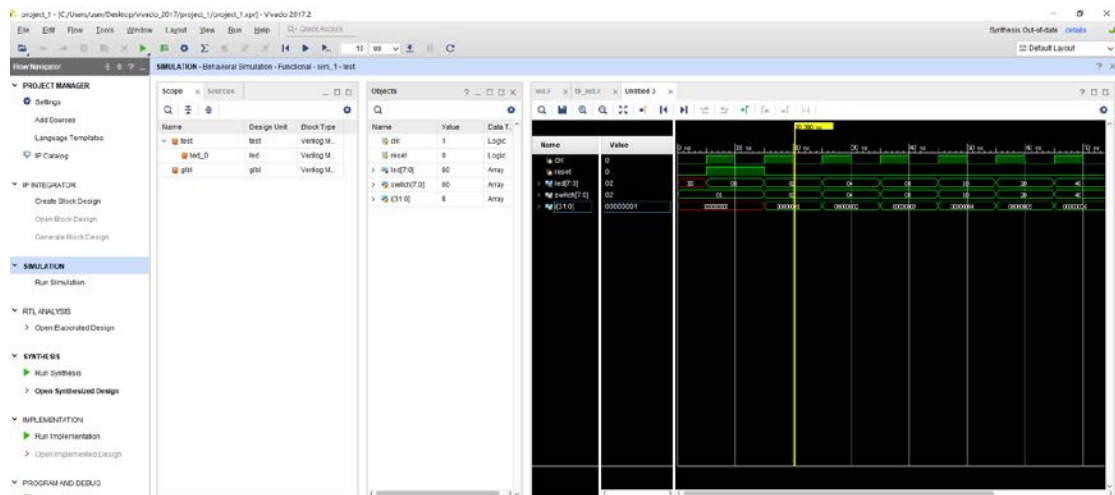 project_1 - [C:/Users/user/Desktop/vivado_2017/project_1/project_1.xpr] - Vivado 2017.2
File Edit Flow Tools Window Layout View Run Help Quick Access
Synthesis Out-of-date details
10 us
Default Layout
Flow Navigator
SIMULATION - Behavioral Simulation - Functional - sim_1 - test
PROJECT MANAGER
Settings
Add Sources
Language Templates
IP Catalog
IP INTEGRATOR
Create Block Design
Open Block Design
Generate Block Design
SIMULATION
Run Simulation
RTL ANALYSIS
Open Elaborated Design
SYNTHESIS
Run Synthesis
Open Synthesized Design
IMPLEMENTATION
Run Implementation
Open Implemented Design
PROGRAM AND DEBUG
Scope Sources
Name Design Unit Block Type
test test Verilog M...
led_0 led Verilog M...
glbl glbl Verilog M...
Objects
Name Value Data T...
clk 1 Logic
reset 0 Logic
led[7:0] 80 Array
switch[7:0] 80 Array
i[31:0] 8 Array
led.v tb_led.v Untitled 3
Name Value
clk 0
reset 0
led[7:0] 02
switch[7:0] 02
i[31:0] 00000001